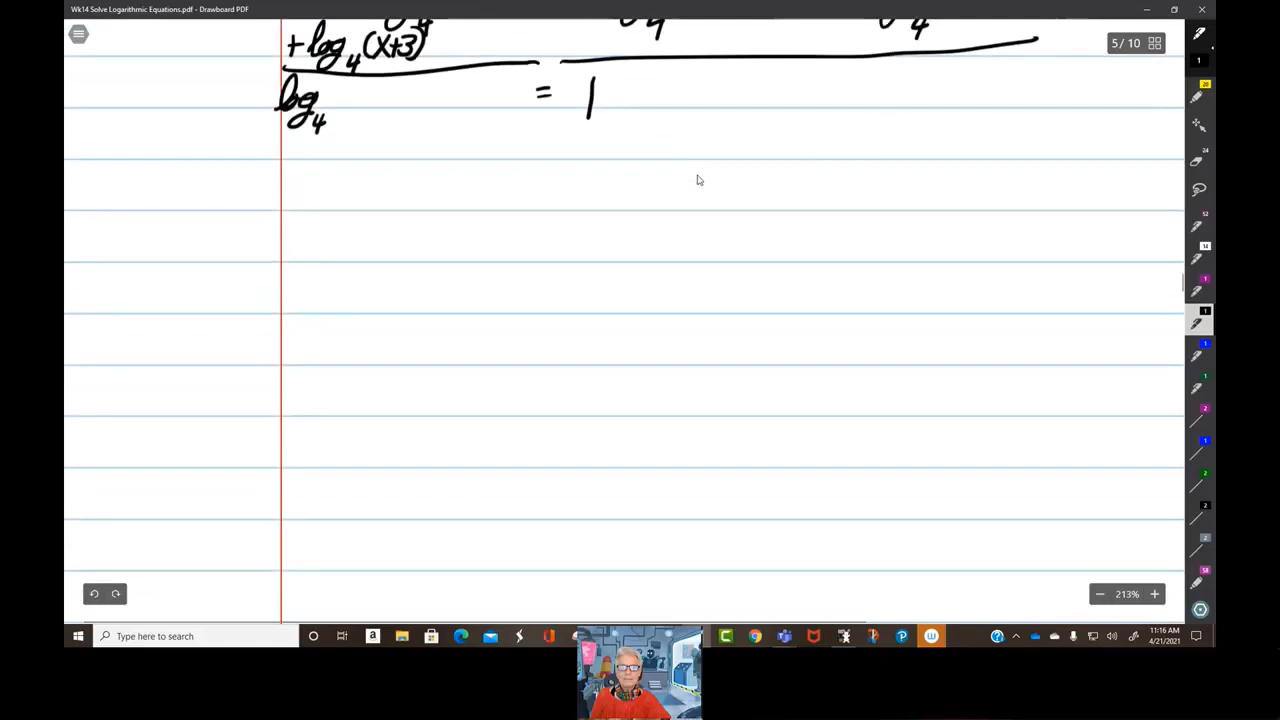 Wk14 Solve Logarithmic Equations.pdf - Drawboard PDF
+ log₄(x+3)
5 / 10
log₄ = 1
213%
Type here to search
11:16 AM
4/21/2021